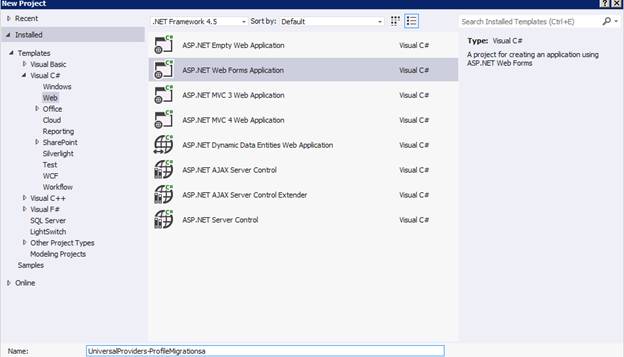 New Project
Recent
Installed
Templates
Visual Basic
Visual C#
Windows
Web
Office
Cloud
Reporting
SharePoint
Silverlight
Test
WCF
Workflow
Visual C++
Visual F#
SQL Server
LightSwitch
Other Project Types
Modeling Projects
Samples
Online
.NET Framework 4.5 Sort by: Default
ASP.NET Empty Web Application Visual C#
ASP.NET Web Forms Application Visual C#
ASP.NET MVC 3 Web Application Visual C#
ASP.NET MVC 4 Web Application Visual C#
ASP.NET Dynamic Data Entities Web Application Visual C#
ASP.NET AJAX Server Control Visual C#
ASP.NET AJAX Server Control Extender Visual C#
ASP.NET Server Control Visual C#
Search Installed Templates (Ctrl+E)
Type: Visual C#
A project for creating an application using
ASP.NET Web Forms
Name: UniversalProviders-ProfileMigrationsa